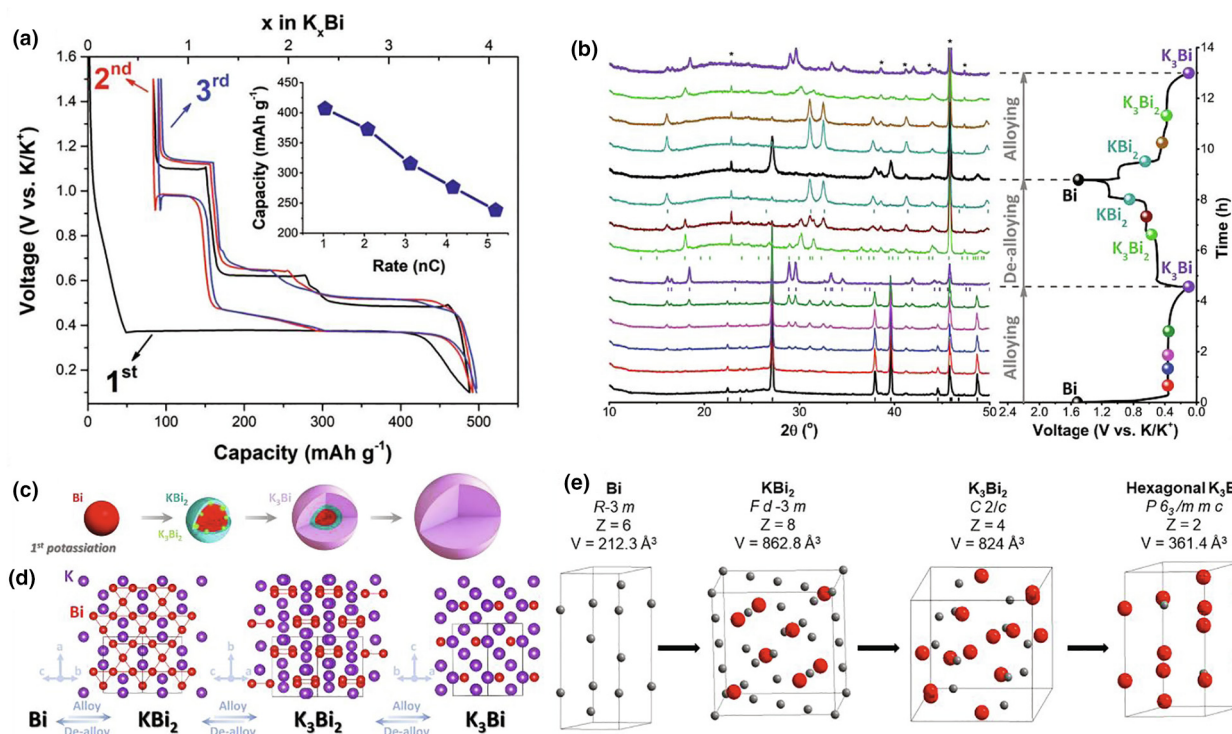 (a)
x in KxBi
0 1 2 3 4
Voltage (V vs. K/K⁺)
1.6
1.4
1.2
1.0
0.8
0.6
0.4
0.2
2nd
3rd
1st
Capacity (mAh g⁻¹)
450
400
350
300
250
200
1 2 3 4 5
Rate (nC)
0 100 200 300 400 500
Capacity (mAh g⁻¹)
(b)
* * * * * *
10 20 30 40 50
2θ (°)
Alloying
De-alloying
Alloying
K₃Bi
K₃Bi₂
KBi₂
Bi
KBi₂
K₃Bi₂
K₃Bi
Bi
2.4 1.8 1.2 0.6 0.0
Voltage (V vs. K/K⁺)
14
12
10
8
6
4
2
0
Time (h)
(c)
Bi
KBi₂
K₃Bi₂
K₃Bi
1st potassiation
(d)
K
Bi
a
c b
b
c a
c
b a
Bi
Alloy
De-alloy
KBi₂
Alloy
De-alloy
K₃Bi₂
Alloy
De-alloy
K₃Bi
(e)
Bi
R-3 m
Z = 6
V = 212.3 Å³
KBi₂
F d -3 m
Z = 8
V = 862.8 Å³
K₃Bi₂
C 2/c
Z = 4
V = 824 Å³
Hexagonal K₃B
P 6₃/m m c
Z = 2
V = 361.4 Å³